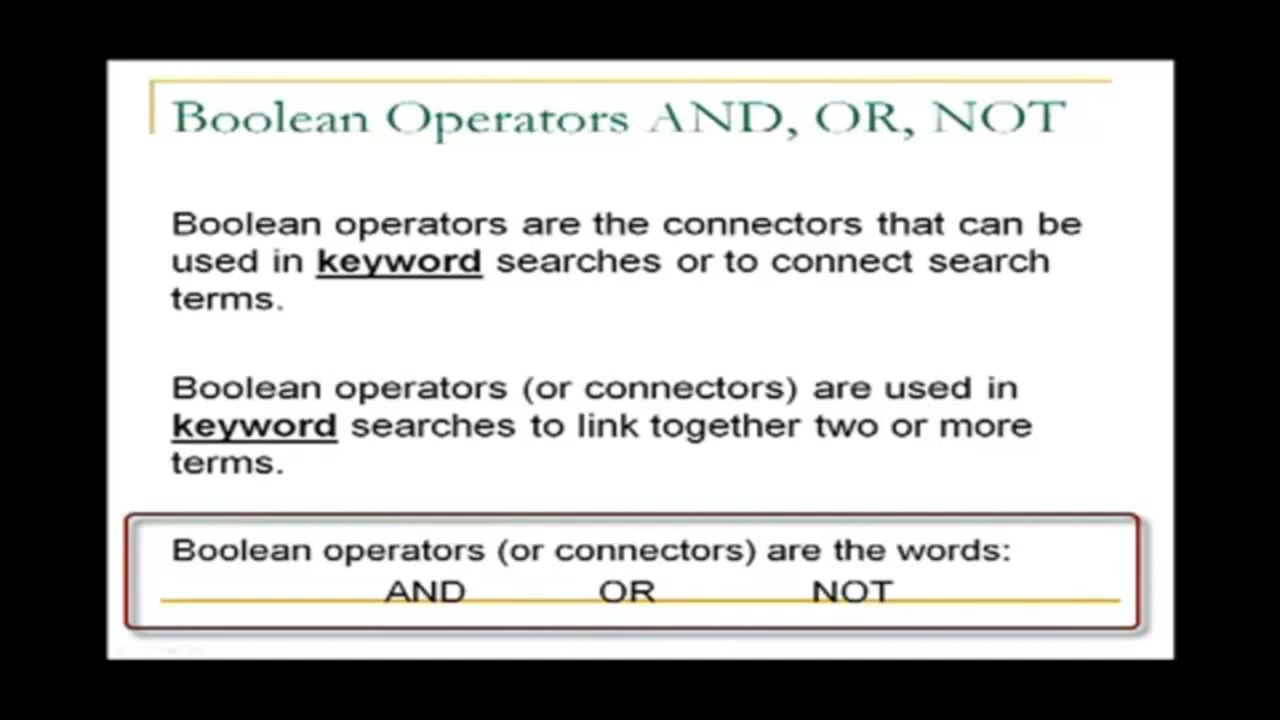 Boolean Operators AND, OR, NOT
Boolean operators are the connectors that can be
used in keyword searches or to connect search
terms.
Boolean operators (or connectors) are used in
keyword searches to link together two or more
terms.
Boolean operators (or connectors) are the words:
AND OR NOT